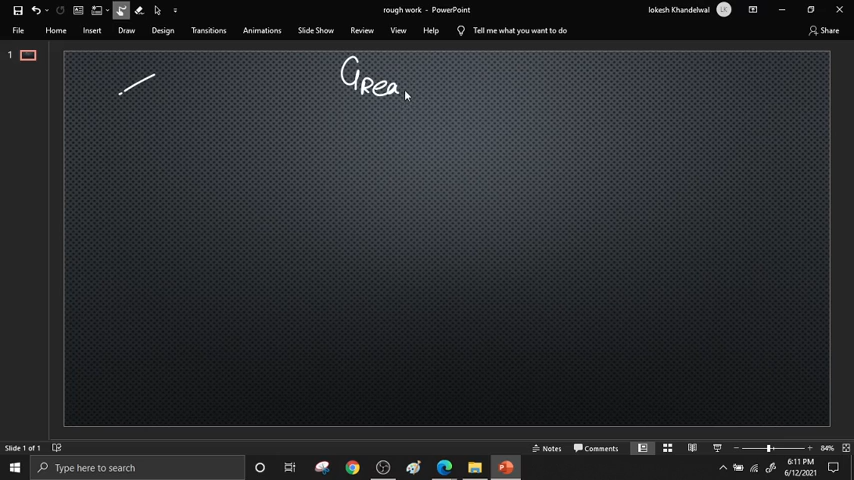 rough work - PowerPoint
lokesh Khandelwal LK
File Home Insert Draw Design Transitions Animations Slide Show Review View Help Tell me what you want to do Share
1
GRea
Slide 1 of 1 Notes Comments 84%
Type here to search
6:11 PM
6/12/2021